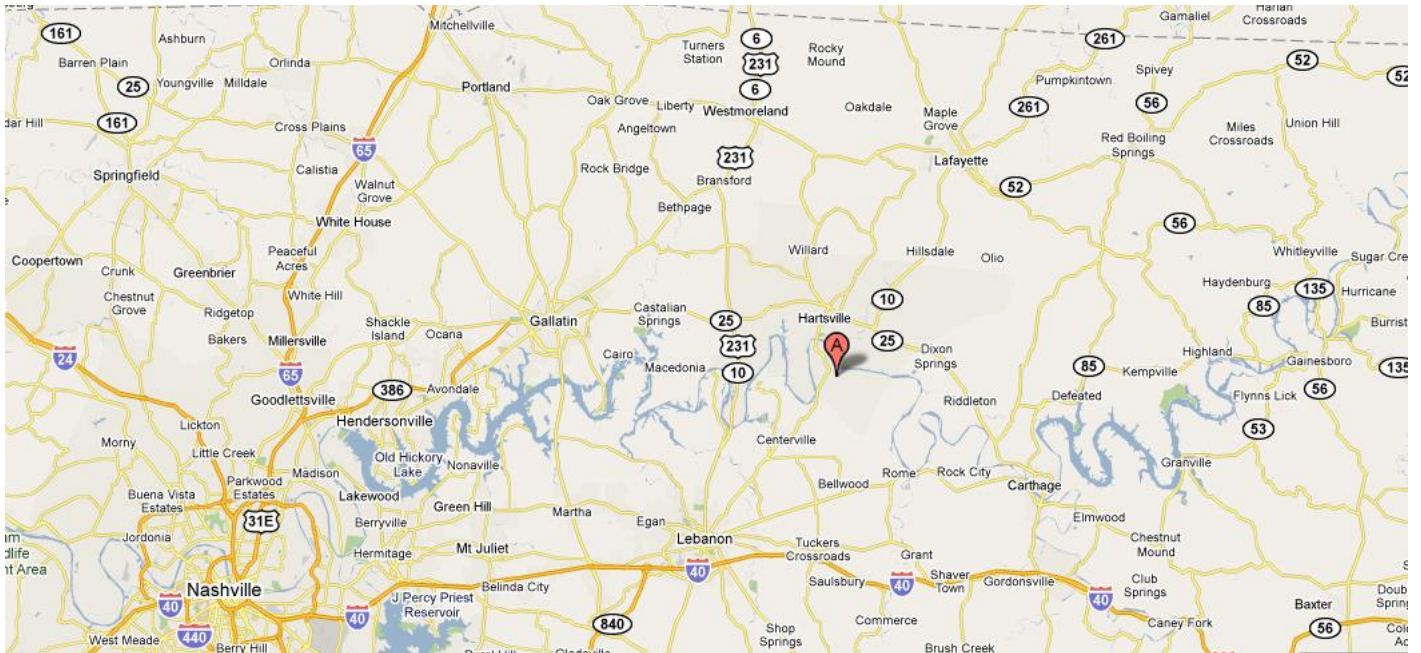 161
Ashburn
Mitchellville
Gamaliel
Harlan
Crossroads
Barren Plain
Orlinda
Turners
Station
6
231
6
Rocky
Mound
261
Pumpkintown
Spivey
52
52
25
Youngville
Milldale
Portland
Oak Grove
Liberty
Westmoreland
Oakdale
Maple
Grove
261
56
161
Cross Plains
Angeltown
Red Boiling
Springs
Miles
Crossroads
Union Hill
65
231
Rock Bridge
Lafayette
Springfield
Calistia
Walnut
Grove
Bransford
52
White House
Bethpage
56
Coopertown
Crunk
Greenbrier
Peaceful
Acres
Willard
Hillsdale
Olio
Whitleyville
Haydenburg
135
Hurricane
Chestnut
Grove
Ridgetop
White Hill
Castalian
Springs
10
85
Bakers
Millersville
Shackle
Island
Ocana
Gallatin
25
Hartsville
25
24
65
231
A
Dixon
Springs
Cairo
Macedonia
10
Highland
Gainesboro
85
Kempville
135
Goodlettsville
386
Avondale
Riddleton
Defeated
56
Flynns Lick
Hendersonville
Lickton
53
Morny
Little Creek
Centerville
Old Hickory
Lake
Nonaville
Madison
Parkwood
Estates
Rome
Rock City
Granville
Buena Vista
Estates
Lakewood
Green Hill
Bellwood
Carthage
31E
Berryville
Martha
Egan
Elmwood
Jordonia
Hermitage
Mt Juliet
Lebanon
Tuckers
Crossroads
Grant
Chestnut
Mound
Nashville
40
Belinda City
40
Saulsbury
40
Shaver
Town
Gordonsville
40
Club
Springs
40
J Percy Priest
Reservoir
Baxter
West Meade
440
Berry Hill
840
Shop
Springs
Commerce
Brush Creek
Caney Fork
56